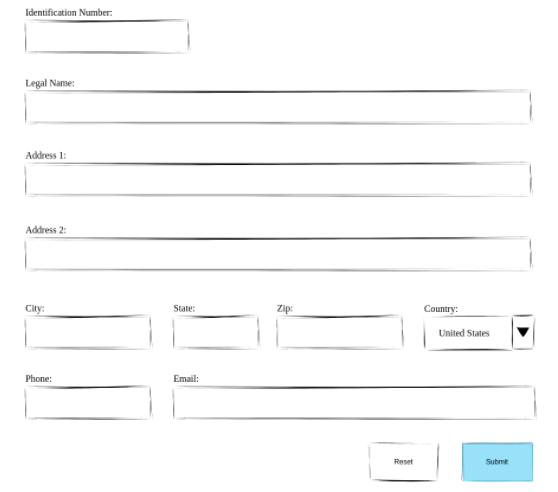 Identification Number:
Legal Name:
Address 1:
Address 2:
City: State: Zip: Country:
United States
Phone: Email:
Reset Submit